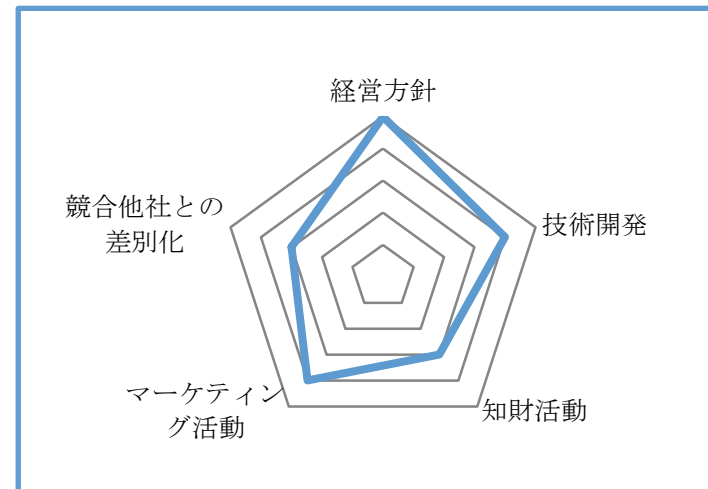 経営方針
技術開発
知財活動
マーケティン
グ活動
競合他社との
差別化